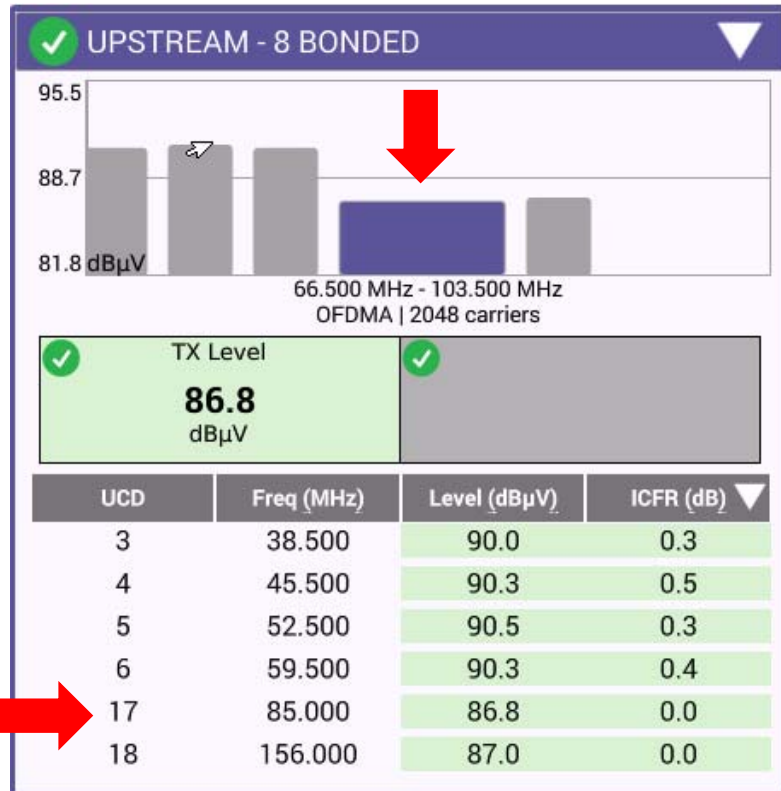 UPSTREAM - 8 BONDED
95.5
88.7
81.8 dBµV
66.500 MHz - 103.500 MHz
OFDMA | 2048 carriers
TX Level
86.8
dBµV
UCD Freq (MHz) Level (dBµV) ICFR (dB)
3 38.500 90.0 0.3
4 45.500 90.3 0.5
5 52.500 90.5 0.3
6 59.500 90.3 0.4
17 85.000 86.8 0.0
18 156.000 87.0 0.0